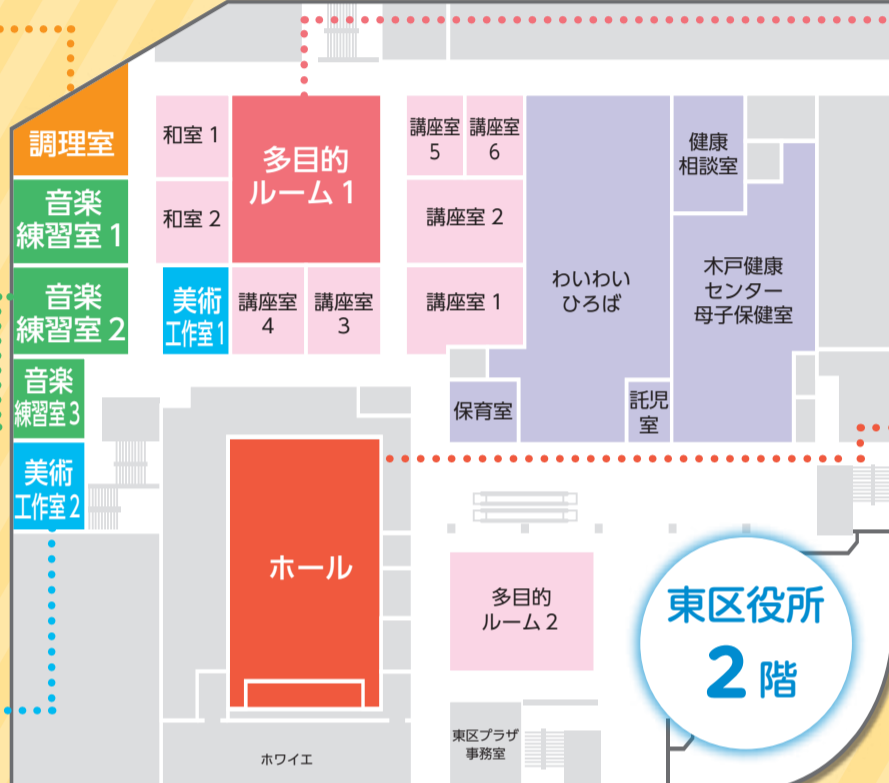 調理室
和室 1
多目的
ルーム 1
講座室
5
講座室
6
健康
相談室
音楽
練習室 1
和室 2
講座室 2
わいわい
ひろば
木戸健康
センター
母子保健室
音楽
練習室 2
美術
工作室 1
講座室
4
講座室
3
講座室 1
音楽
練習室 3
保育室
託児
室
美術
工作室 2
ホール
多目的
ルーム 2
東区役所
2 階
東区プラザ
事務室
ホワイエ